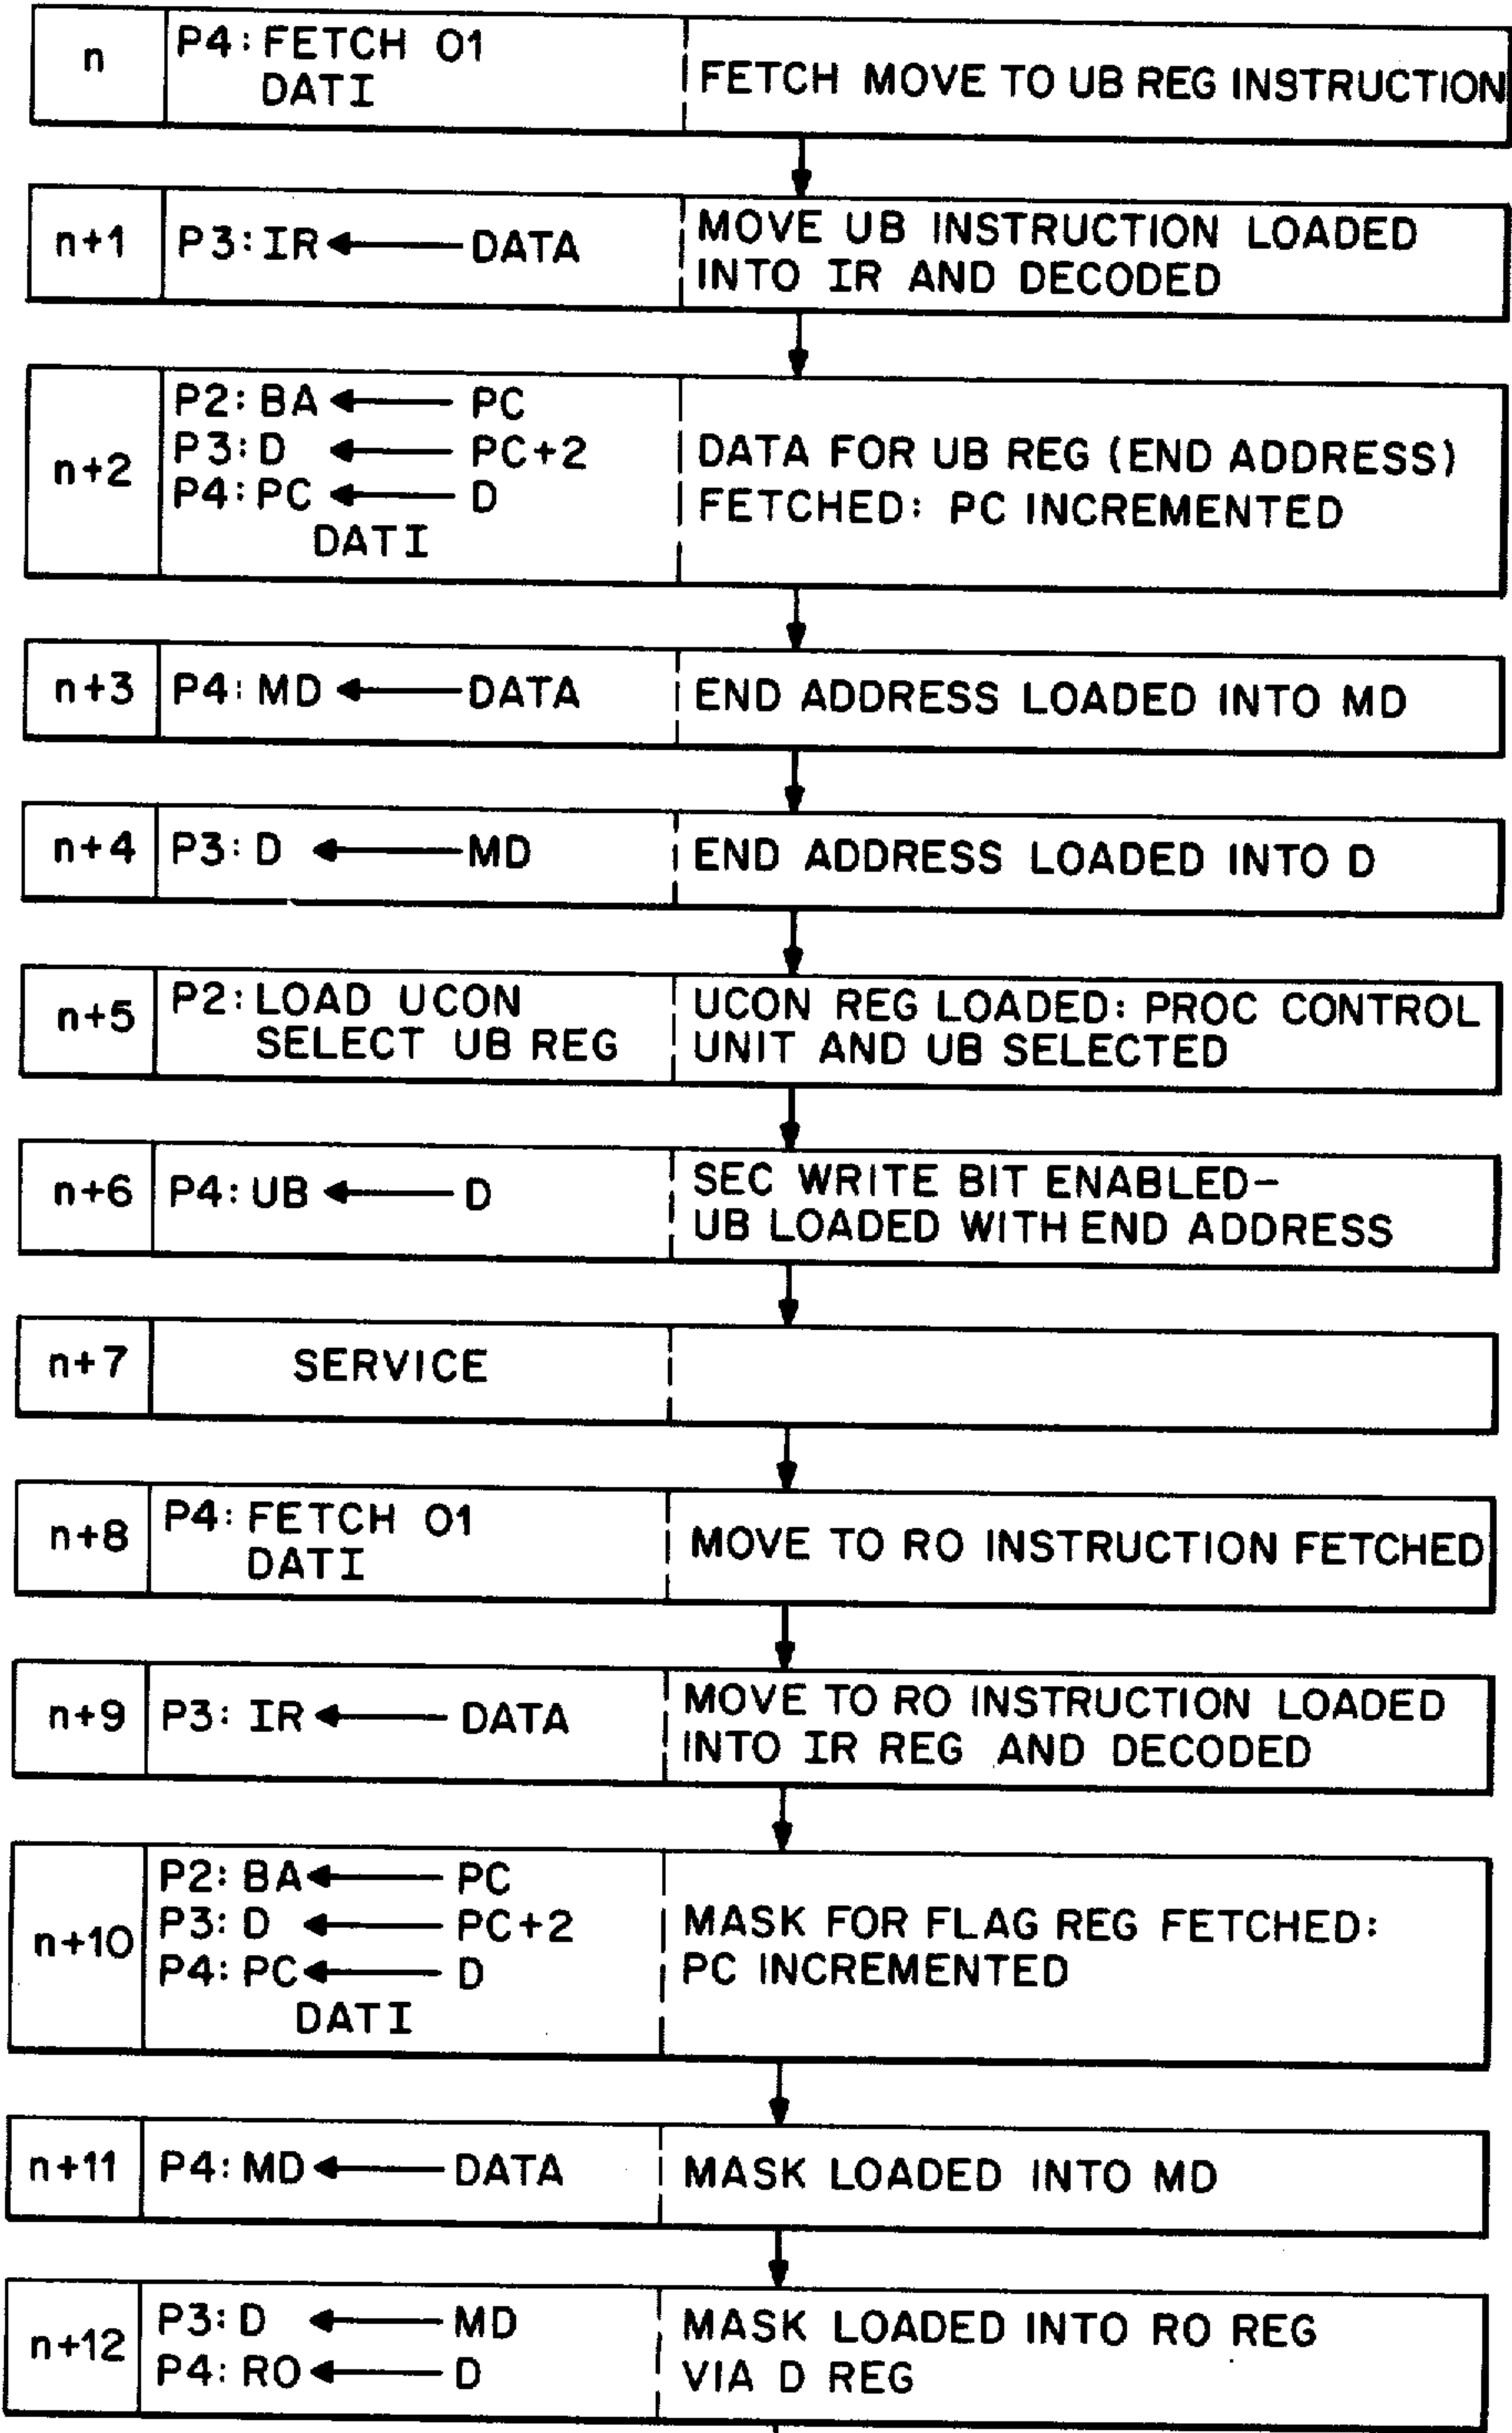 n
P4: FETCH 01
DATI
FETCH MOVE TO UB REG INSTRUCTION
n+1
P3: IR ← DATA
MOVE UB INSTRUCTION LOADED
INTO IR AND DECODED
n+2
P2: BA ← PC
P3: D ← PC+2
P4: PC ← D
DATI
DATA FOR UB REG (END ADDRESS)
FETCHED: PC INCREMENTED
n+3
P4: MD ← DATA
END ADDRESS LOADED INTO MD
n+4
P3: D ← MD
END ADDRESS LOADED INTO D
n+5
P2: LOAD UCON
SELECT UB REG
UCON REG LOADED: PROC CONTROL
UNIT AND UB SELECTED
n+6
P4: UB ← D
SEC WRITE BIT ENABLED-
UB LOADED WITH END ADDRESS
n+7
SERVICE
n+8
P4: FETCH 01
DATI
MOVE TO RO INSTRUCTION FETCHED
n+9
P3: IR ← DATA
MOVE TO RO INSTRUCTION LOADED
INTO IR REG AND DECODED
n+10
P2: BA ← PC
P3: D ← PC+2
P4: PC ← D
DATI
MASK FOR FLAG REG FETCHED:
PC INCREMENTED
n+11
P4: MD ← DATA
MASK LOADED INTO MD
n+12
P3: D ← MD
P4: RO ← D
MASK LOADED INTO RO REG
VIA D REG